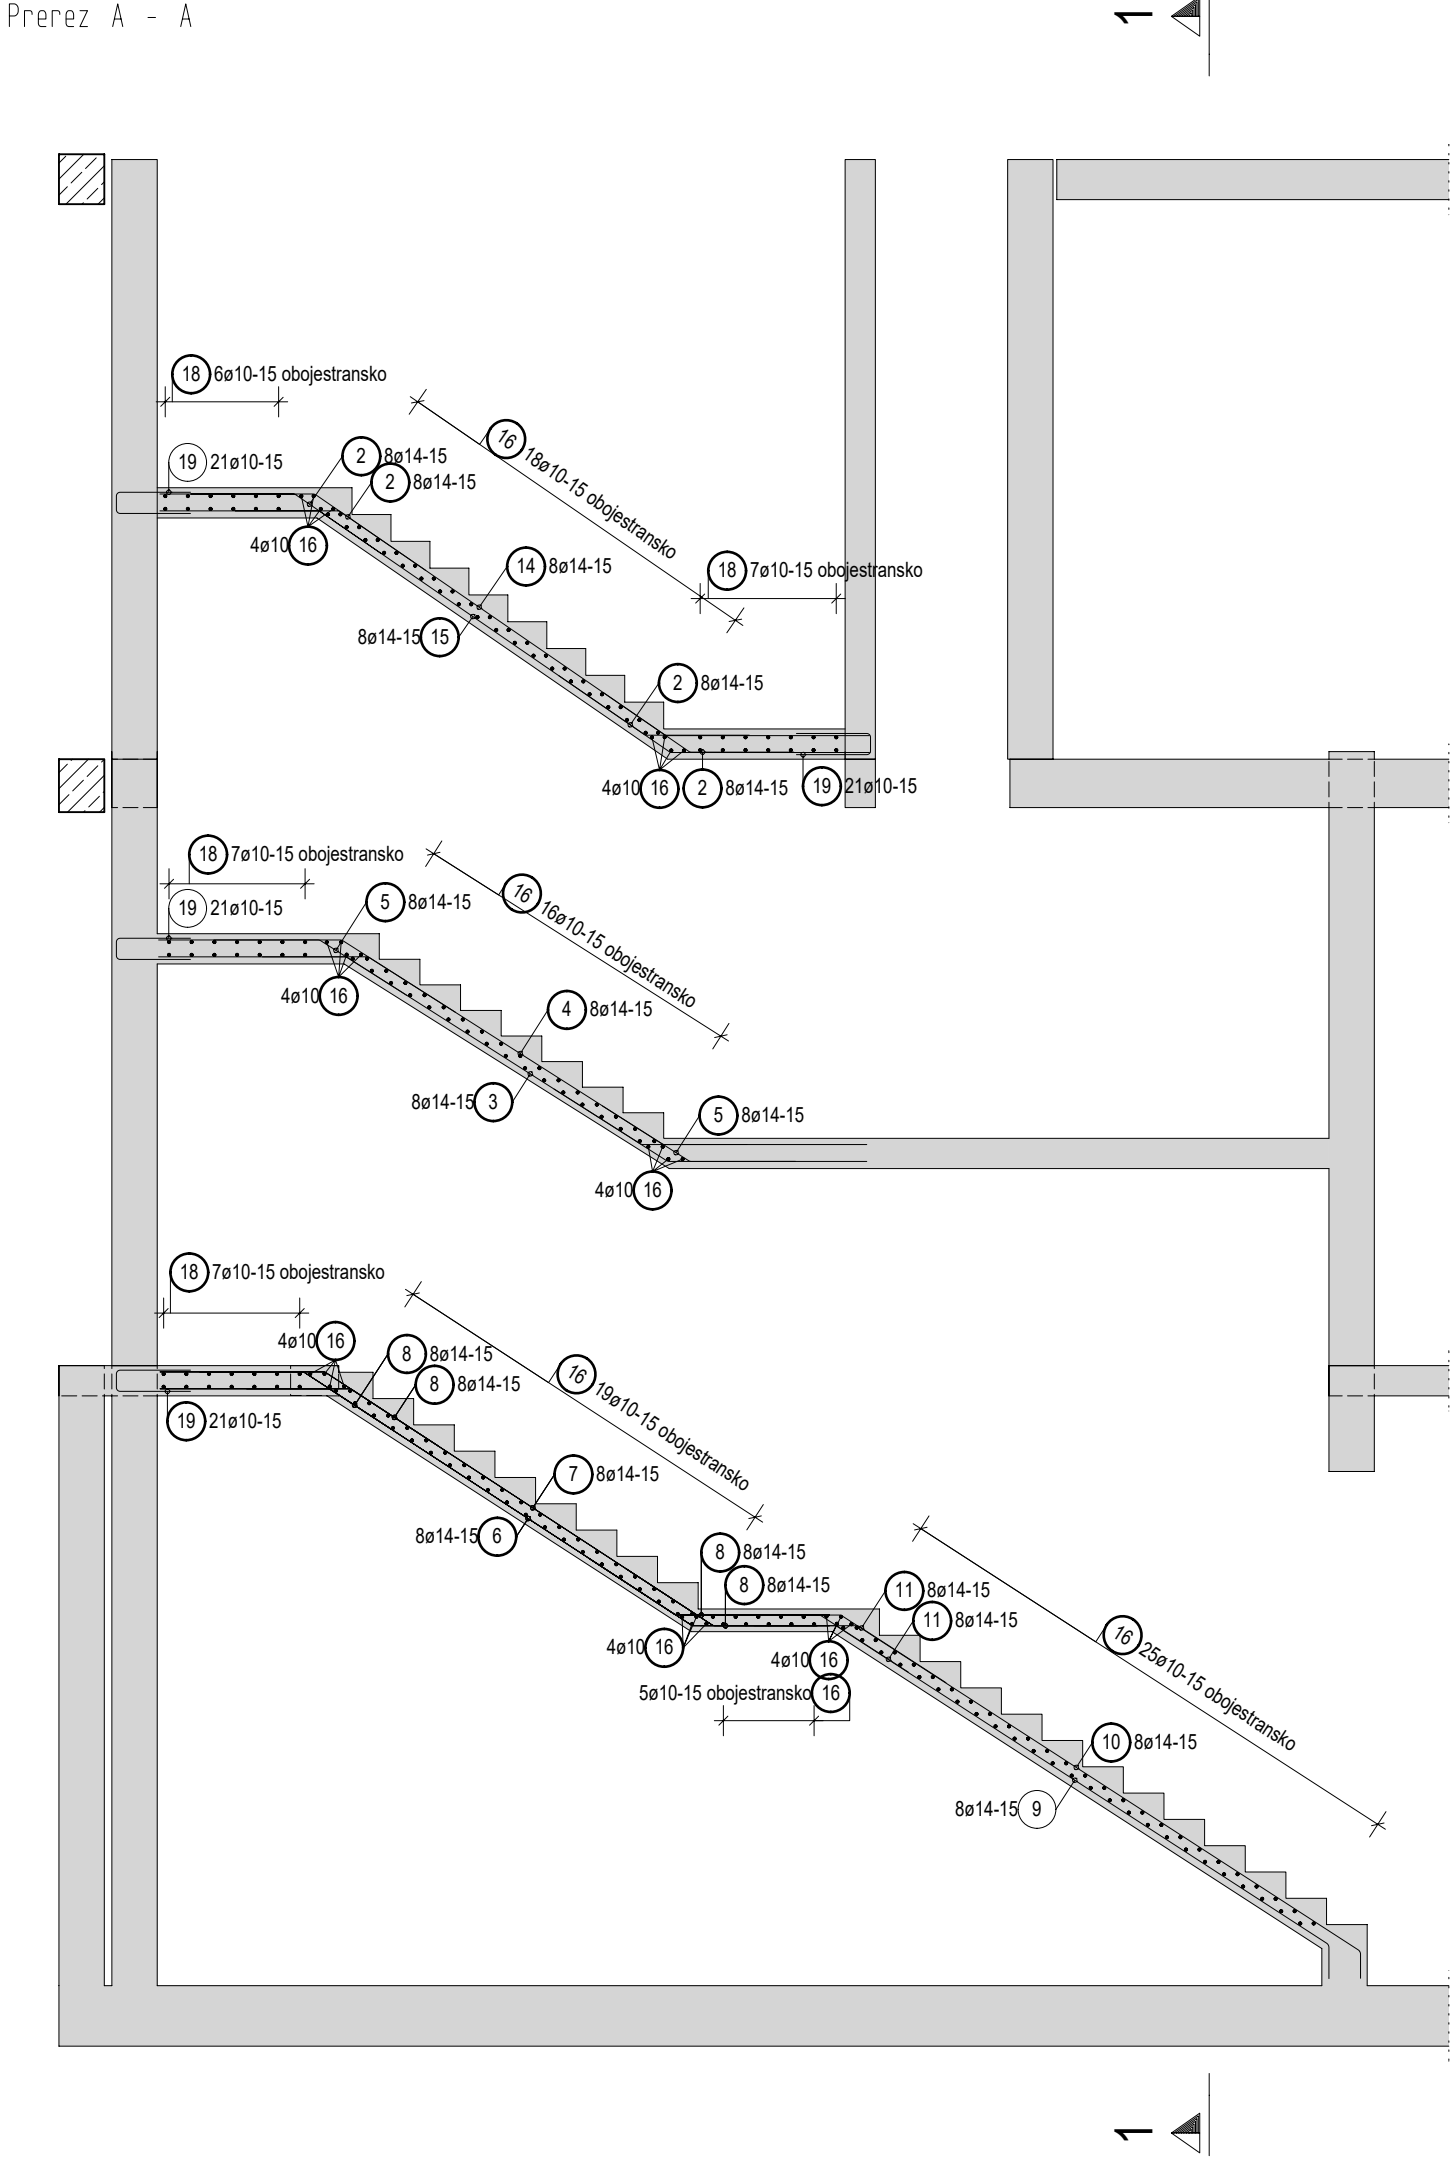 Prerez A - A
1
18 6ø10-15 obojestransko
16 18ø10-15 obojestransko
19 21ø10-15
2 8ø14-15
2 8ø14-15
4ø10 16
14 8ø14-15
18 7ø10-15 obojestransko
8ø14-15 15
2 8ø14-15
4ø10 16
2 8ø14-15
19 21ø10-15
18 7ø10-15 obojestransko
16 16ø10-15 obojestransko
19 21ø10-15
5 8ø14-15
4ø10 16
4 8ø14-15
8ø14-15 3
5 8ø14-15
4ø10 16
18 7ø10-15 obojestransko
4ø10 16
8 8ø14-15
8 8ø14-15
16 19ø10-15 obojestransko
19 21ø10-15
7 8ø14-15
8ø14-15 6
8 8ø14-15
8 8ø14-15
11 8ø14-15
11 8ø14-15
16 25ø10-15 obojestransko
4ø10 16
4ø10 16
5ø10-15 obojestransko 16
10 8ø14-15
8ø14-15 9
1